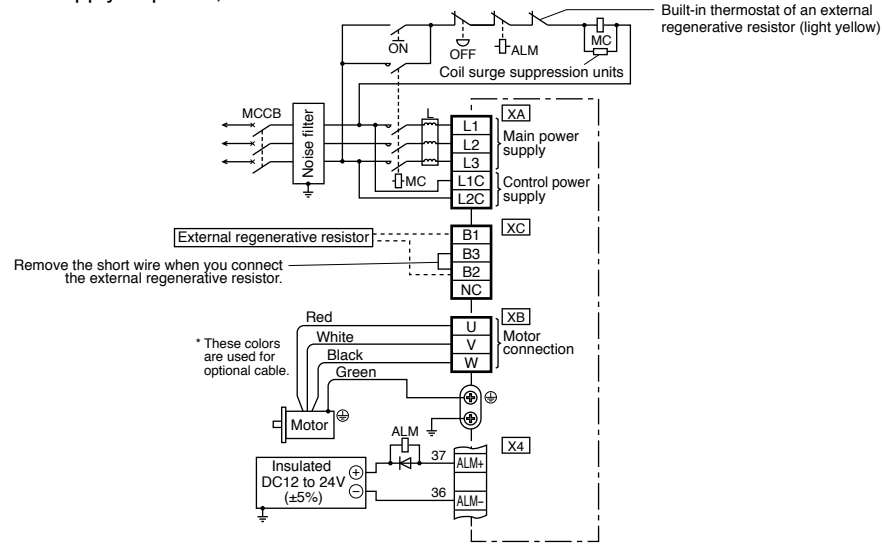 Built-in thermostat of an external
regenerative resistor (light yellow)
ON
OFF
ALM
MC
Coil surge suppression units
MCCB
Noise filter
L
MC
XA
L1
L2
L3
Main power
supply
L1C
L2C
Control power
supply
XC
External regenerative resistor
B1
B3
B2
NC
Remove the short wire when you connect
the external regenerative resistor.
XB
Red
White
Black
Green
U
V
W
Motor
connection
* These colors
are used for
optional cable.
Motor
ALM
X4
Insulated
DC12 to 24V
(±5%)
+
−
37
ALM+
36
ALM−